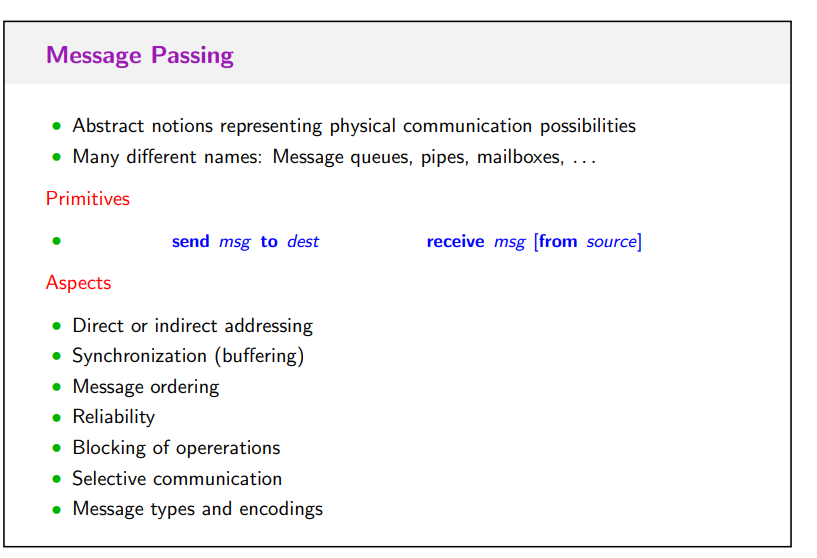 Message Passing
Abstract notions representing physical communication possibilities
Many different names: Message queues, pipes, mailboxes, ...
Primitives
send msg to dest receive msg [from source]
Aspects
Direct or indirect addressing
Synchronization (buffering)
Message ordering
Reliability
Blocking of opererations
Selective communication
Message types and encodings